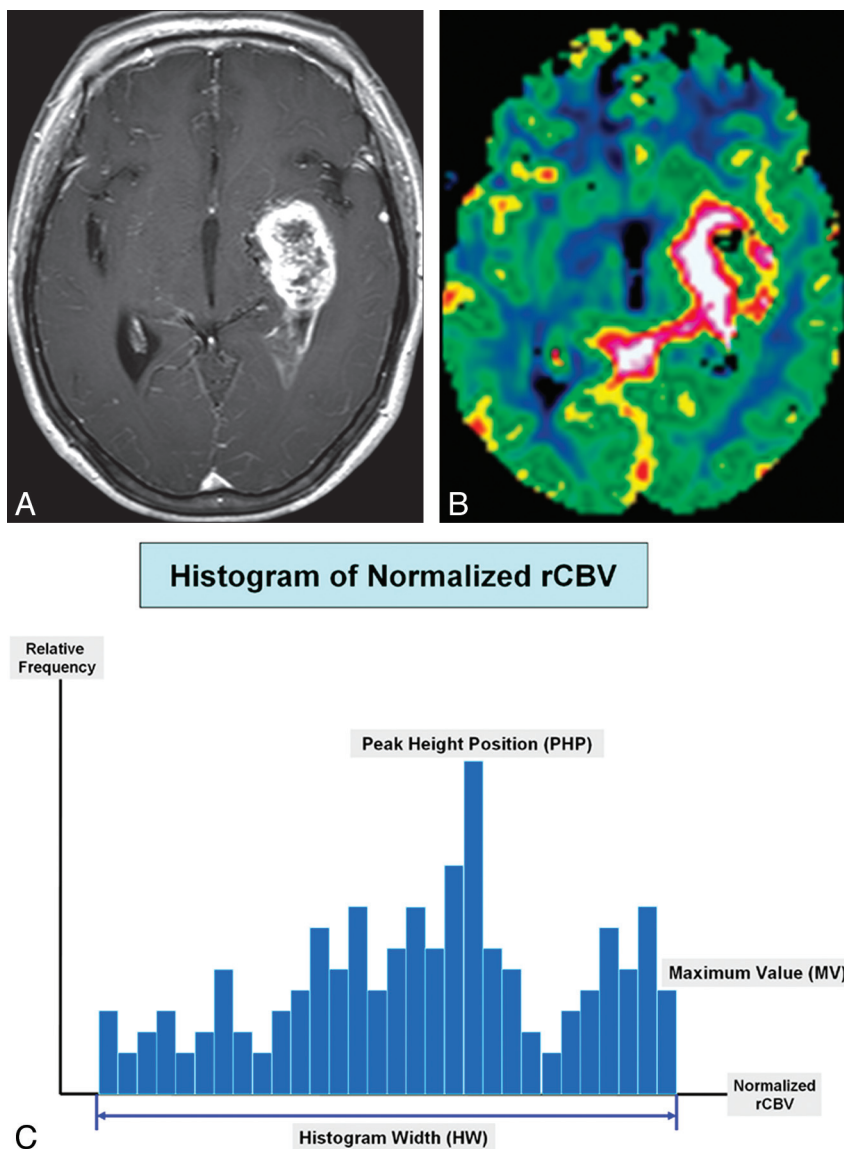 A
B
Histogram of Normalized rCBV
Relative
Frequency
Peak Height Position (PHP)
Maximum Value (MV)
Normalized
rCBV
Histogram Width (HW)
C